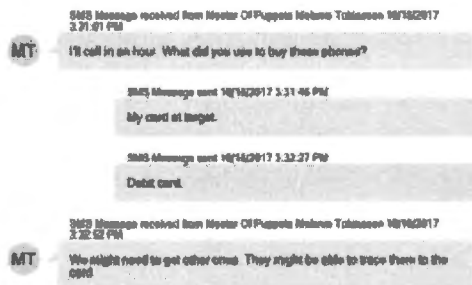 SMS Message received from Master Of Puppets Melanie 10/16/2017
3:31:01 PM
MT
I'll call in an hour. What did you use to buy these phones?
SMS Message sent 10/16/2017 3:31:46 PM
My card at target.
SMS Message sent 10/16/2017 3:32:27 PM
Debit card.
SMS Message received from Master Of Puppets Melanie 10/16/2017
3:32:52 PM
MT
We might need to get other ones. They might be able to trace them to the
card.